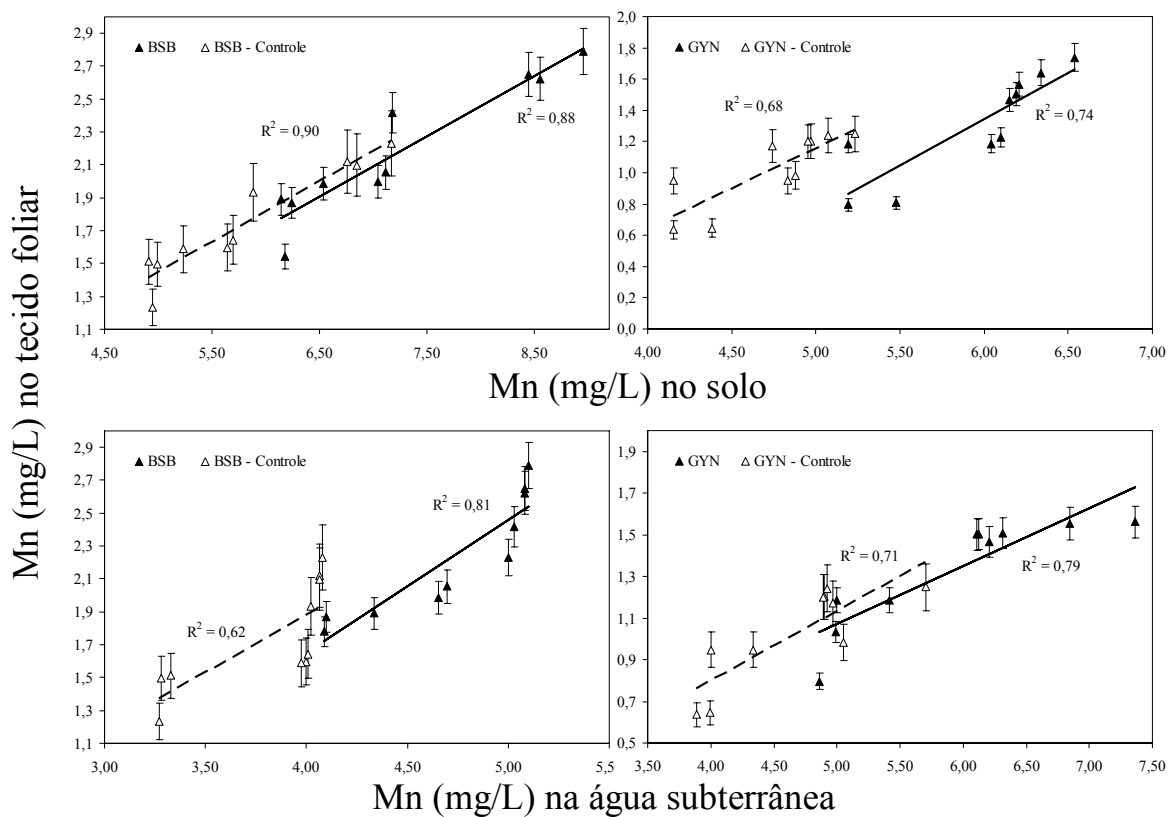 Mn (mg/L) no tecido foliar
2,9
2,7
2,5
2,3
2,1
1,9
1,7
1,5
1,3
1,1
BSB BSB - Controle
R² = 0,90
R² = 0,88
4,50 5,50 6,50 7,50 8,50
2,0
1,8
1,6
1,4
1,2
1,0
0,8
0,6
0,4
0,2
0,0
GYN GYN - Controle
R² = 0,68
R² = 0,74
4,00 4,50 5,00 5,50 6,00 6,50 7,00
Mn (mg/L) no solo
2,9
2,7
2,5
2,3
2,1
1,9
1,7
1,5
1,3
1,1
BSB BSB - Controle
R² = 0,81
R² = 0,62
3,00 3,50 4,00 4,50 5,00 5,5
1,9
1,7
1,5
1,3
1,1
0,9
0,7
0,5
GYN GYN - Controle
R² = 0,71
R² = 0,79
3,50 4,00 4,50 5,00 5,50 6,00 6,50 7,00 7,50
Mn (mg/L) na água subterrânea